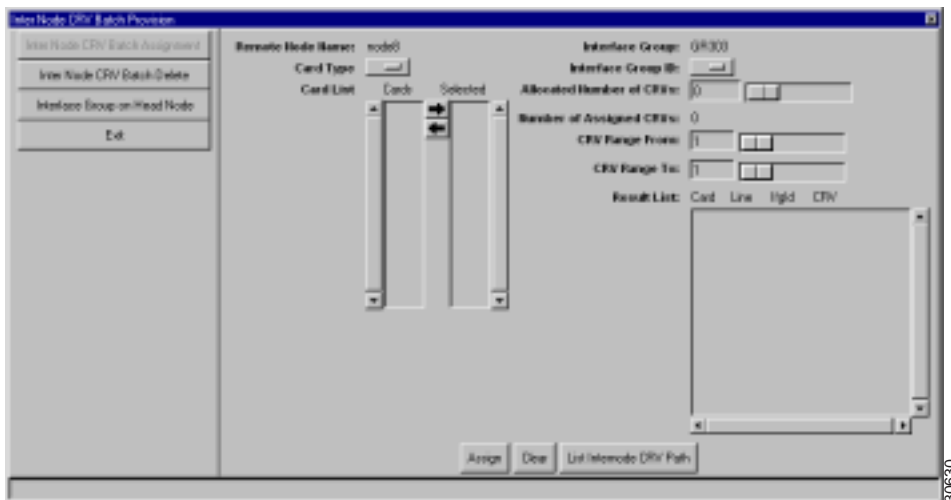 Inter Node CRV Batch Provision
Inter Node CRV Batch Assignment
Inter Node CRV Batch Delete
Interface Group on Head Node
Exit
Remote Node Name: node8
Card Type
Card List Cards Selected
Interface Group: GR303
Interface Group ID:
Allocated Number of CRVs: 0
Number of Assigned CRVs: 0
CRV Range From: 1
CRV Range To: 1
Result List: Card Line IfgId CRV
Assign Clear List Internode CRV Path